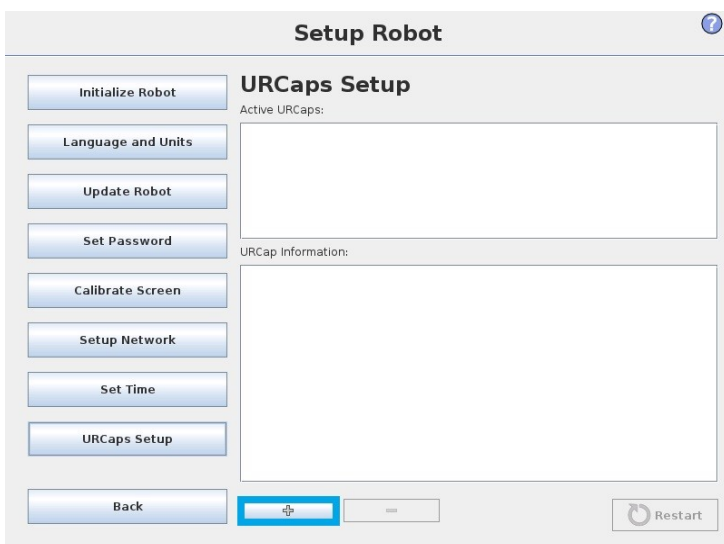 Setup Robot
?
Initialize Robot
Language and Units
Update Robot
Set Password
Calibrate Screen
Setup Network
Set Time
URCaps Setup
Back
URCaps Setup
Active URCaps:
URCap Information:
Restart